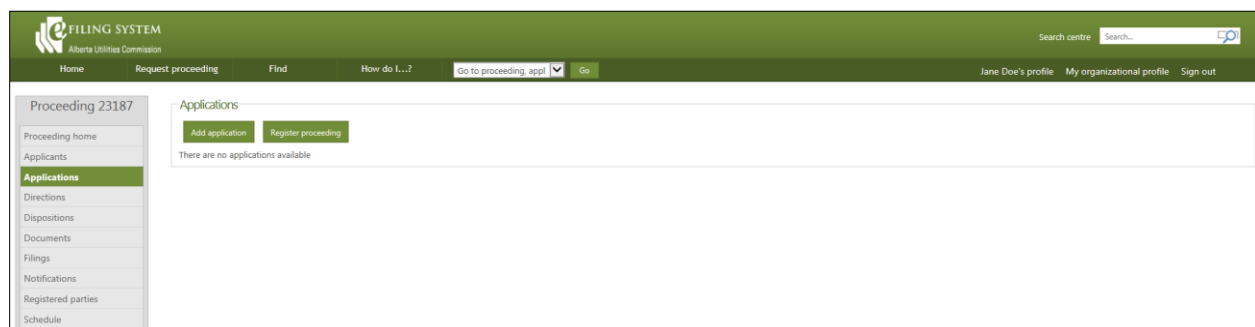 eFILING SYSTEM
Alberta Utilities Commission
Search centre Search...
Home Request proceeding Find How do I...? Go to proceeding, appl Go Jane Doe's profile My organizational profile Sign out
Proceeding 23187
Proceeding home
Applicants
Applications
Directions
Dispositions
Documents
Filings
Notifications
Registered parties
Schedule
Applications
Add application Register proceeding
There are no applications available